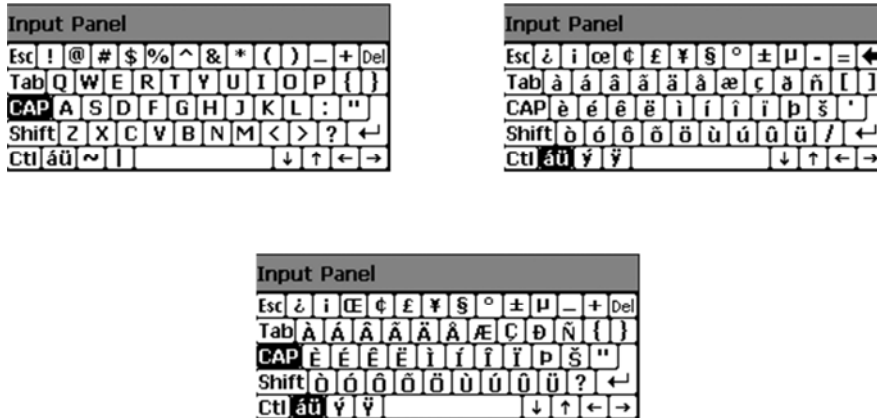 Input Panel
Esc ! @ # $ % ^ & * ( ) _ + Del
Tab Q W E R T Y U I O P { }
CAP A S D F G H J K L : "
Shift Z X C V B N M < > ? ↵
Ctl áü ~ | ↓ ↑ ← →
Input Panel
Esc ¿ ¡ œ ¢ £ ¥ § ° ± µ - = ←
Tab à á â ã ä å æ ç ð ñ [ ]
CAP è é ê ë ì í î ï þ š '
Shift ò ó ô õ ö ù ú û ü / ↵
Ctl áü ý ÿ ↓ ↑ ← →
Input Panel
Esc ¿ ¡ Œ ¢ £ ¥ § ° ± µ _ + Del
Tab À Á Â Ã Ä Å Æ Ç Ð Ñ { }
CAP È É Ê Ë Ì Í Î Ï Þ Š "
Shift Ò Ó Ô Õ Ö Ù Ú Û Ü ? ↵
Ctl áü Ý Ÿ ↓ ↑ ← →